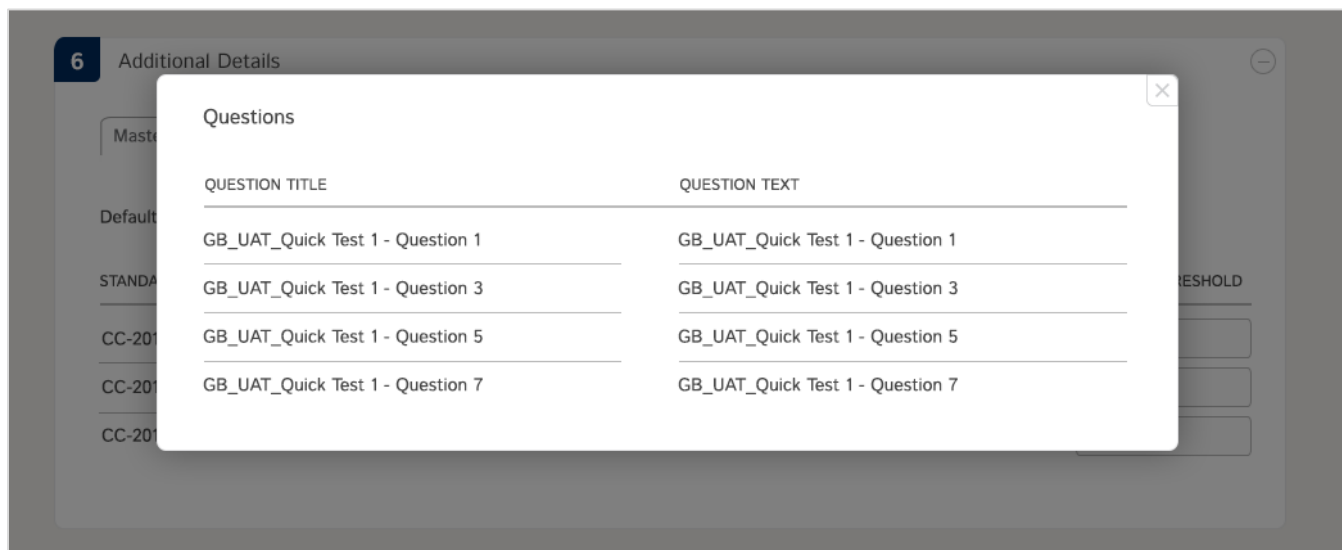 6 Additional Details
Questions
QUESTION TITLE QUESTION TEXT
GB_UAT_Quick Test 1 - Question 1 GB_UAT_Quick Test 1 - Question 1
GB_UAT_Quick Test 1 - Question 3 GB_UAT_Quick Test 1 - Question 3
GB_UAT_Quick Test 1 - Question 5 GB_UAT_Quick Test 1 - Question 5
GB_UAT_Quick Test 1 - Question 7 GB_UAT_Quick Test 1 - Question 7
Maste
Default
STANDA RESHOLD
CC-201
CC-201
CC-201